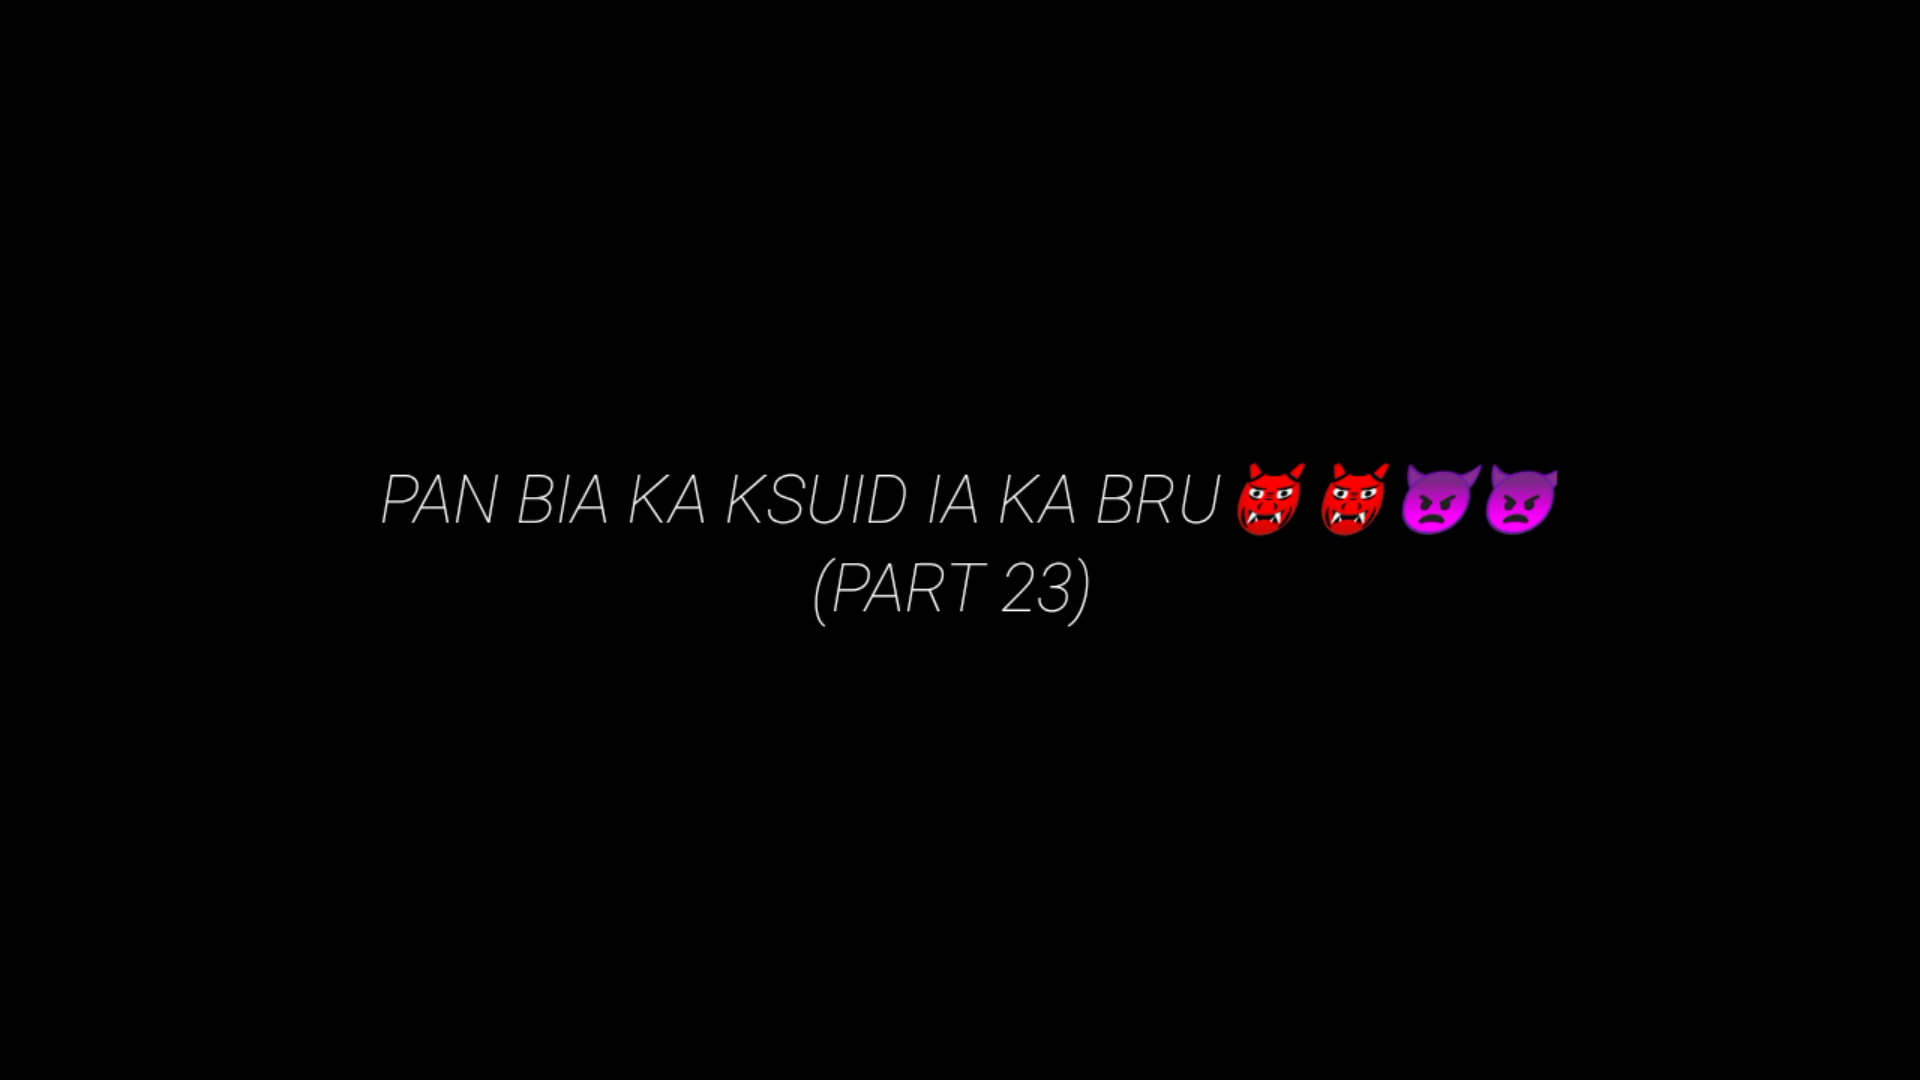 PAN BIA KA KSUID IA KA BRU👹👹👿👿
(PART 23)